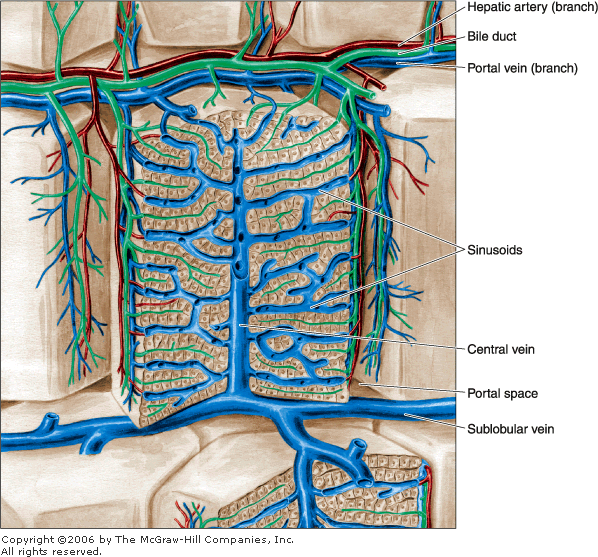 Hepatic artery (branch)
Bile duct
Portal vein (branch)
Sinusoids
Central vein
Portal space
Sublobular vein
Copyright ©2006 by The McGraw-Hill Companies, Inc.
All rights reserved.